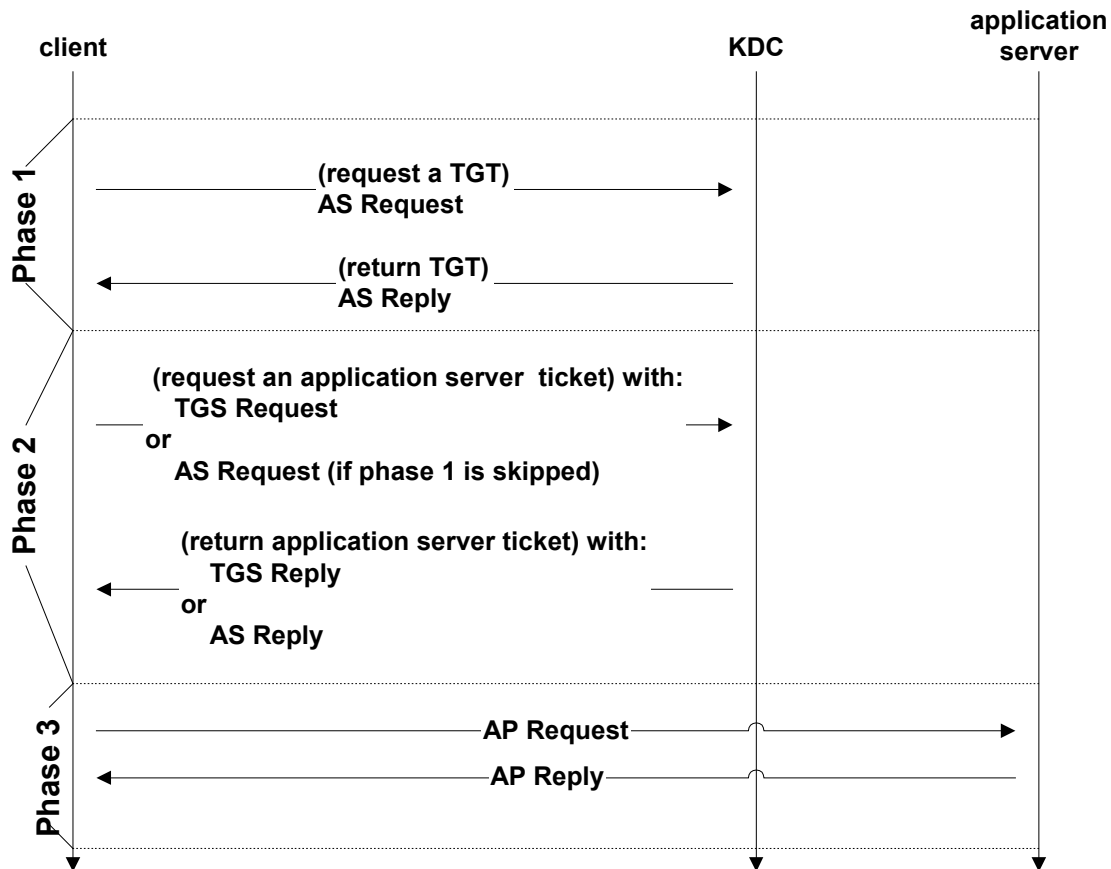 client
KDC
application
server
Phase 1
(request a TGT)
AS Request
(return TGT)
AS Reply
Phase 2
(request an application server ticket) with:
TGS Request
or
AS Request (if phase 1 is skipped)
(return application server ticket) with:
TGS Reply
or
AS Reply
Phase 3
AP Request
AP Reply